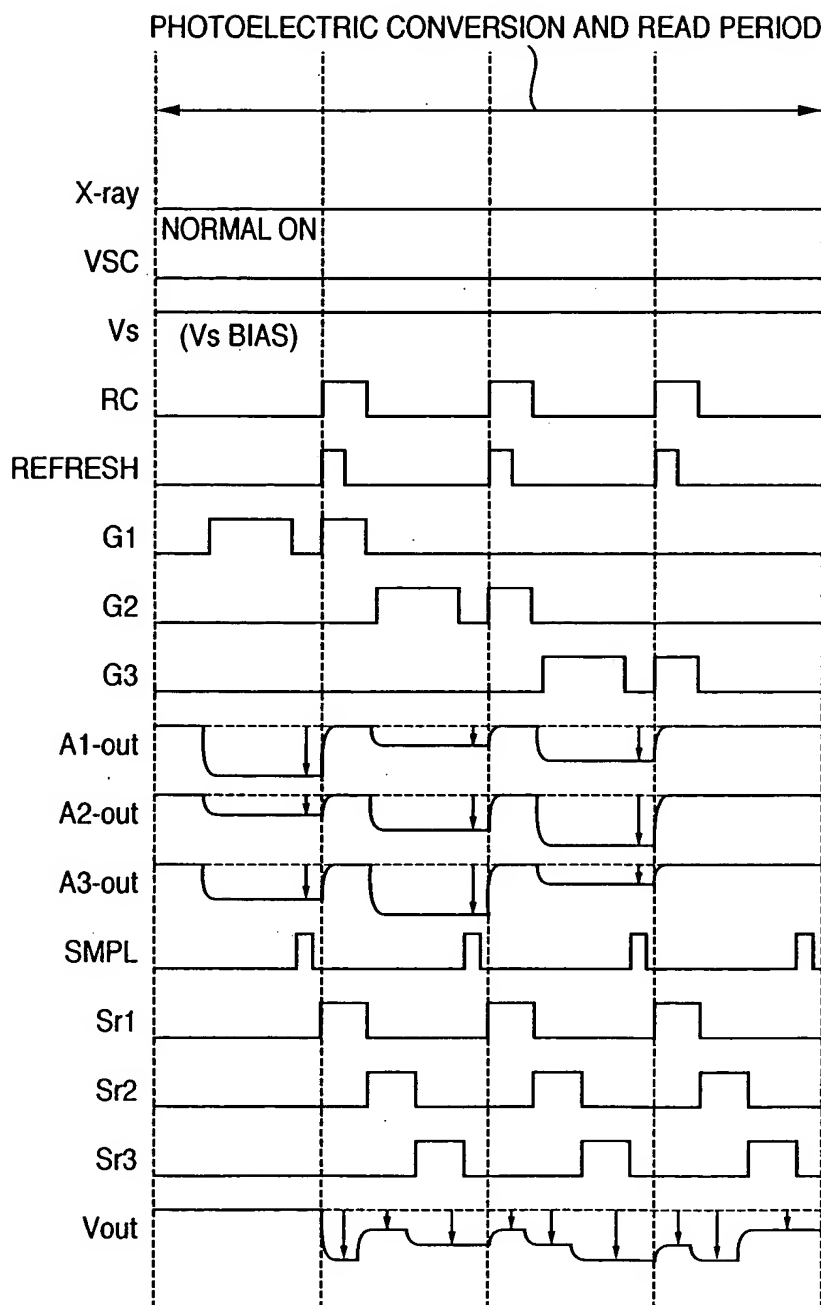 PHOTOELECTRIC CONVERSION AND READ PERIOD
X-ray
NORMAL ON
VSC
Vs
(Vs BIAS)
RC
REFRESH
G1
G2
G3
A1-out
A2-out
A3-out
SMPL
Sr1
Sr2
Sr3
Vout